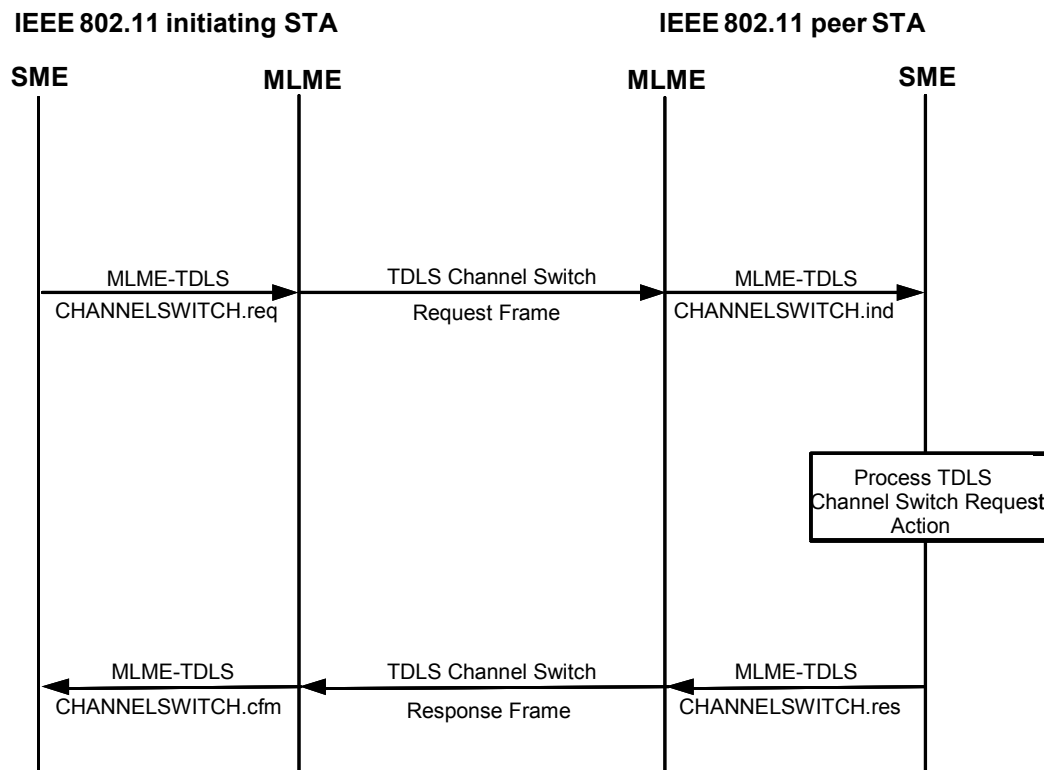 IEEE 802.11 initiating STA
IEEE 802.11 peer STA
SME
MLME
MLME
SME
MLME-TDLS
CHANNELSWITCH.req
TDLS Channel Switch
Request Frame
MLME-TDLS
CHANNELSWITCH.ind
Process TDLS
Channel Switch Request
Action
MLME-TDLS
CHANNELSWITCH.cfm
TDLS Channel Switch
Response Frame
MLME-TDLS
CHANNELSWITCH.res